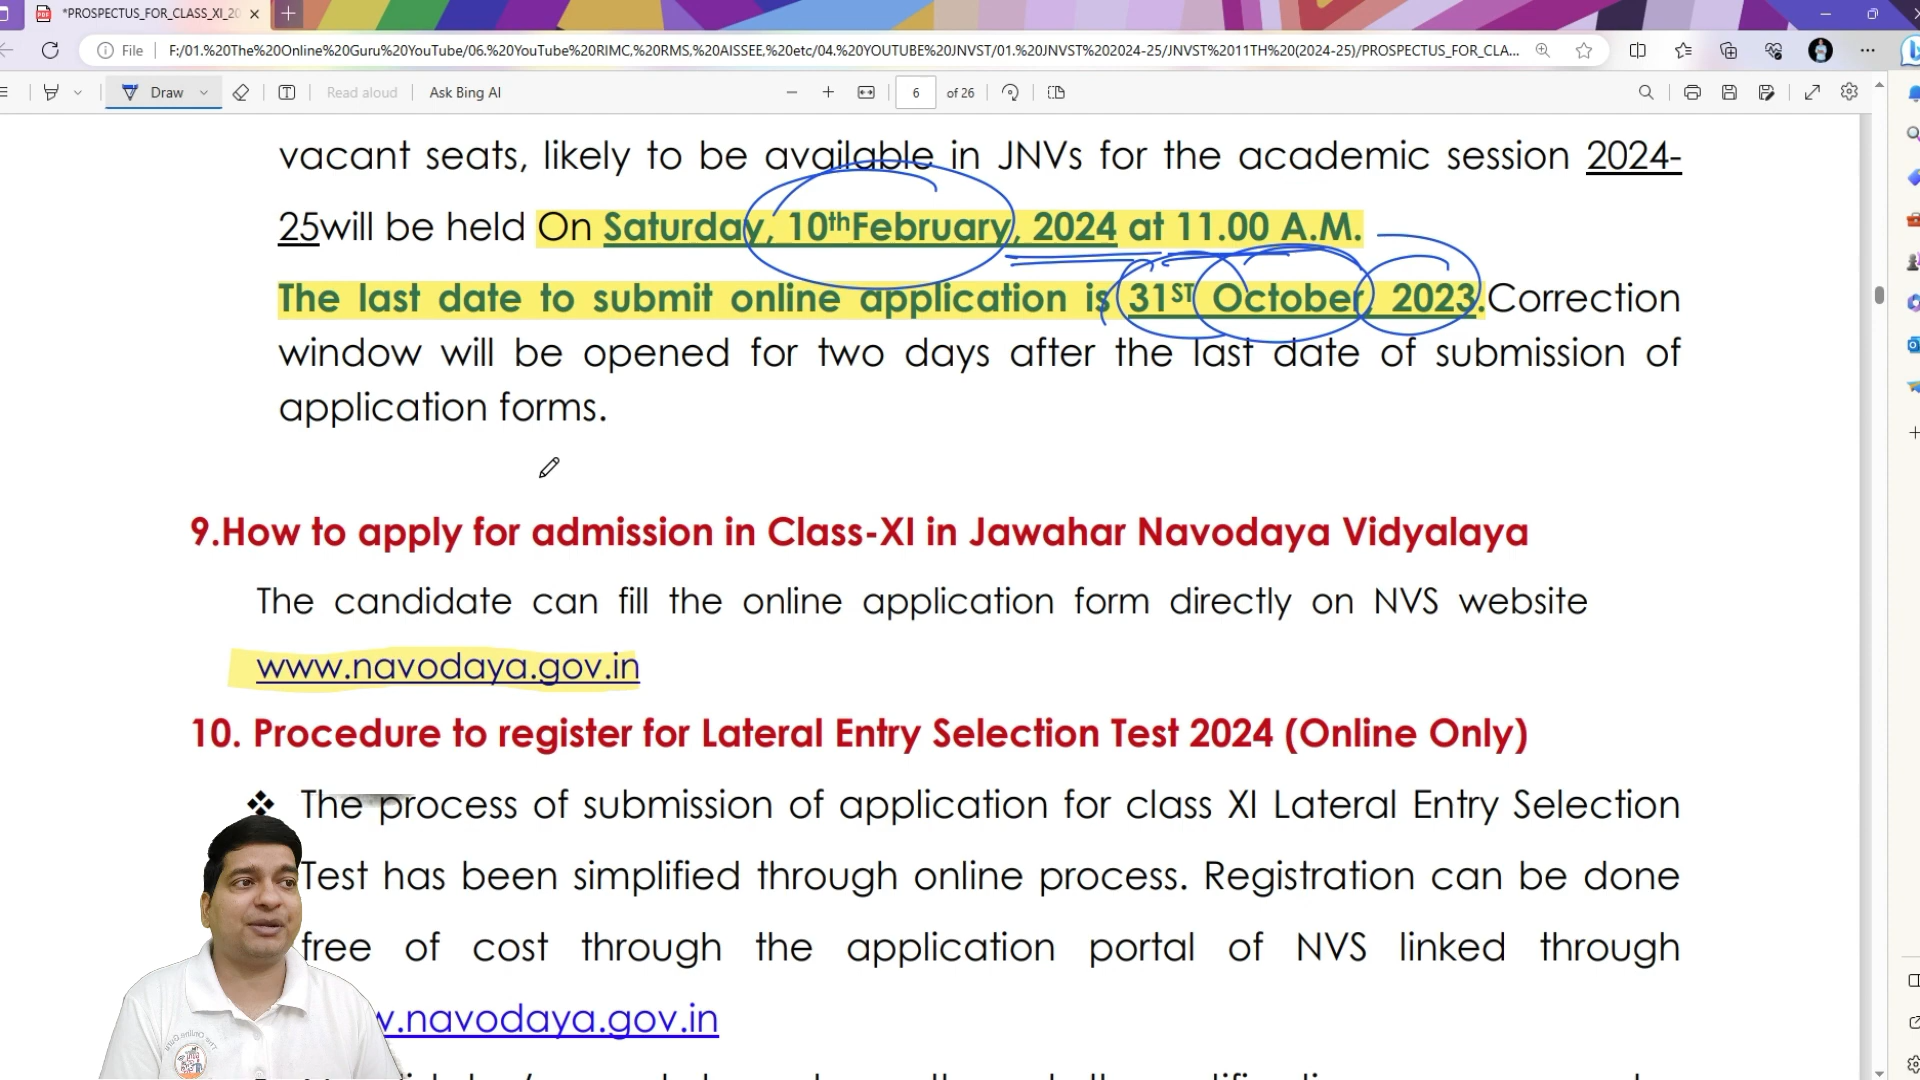 *PROSPECTUS_FOR_CLASS_XI_20
File
F:/01.%20The%20Online%20Guru%20YouTube/06.%20YouTube%20RIMC,%20RMS,%20AISSEE,%20etc/04.%20YOUTUBE%20JNVST/01.%20JNVST%202024-25/JNVST%2011TH%20(2024-25)/PROSPECTUS_FOR_CLA...
Draw
Read aloud
Ask Bing AI
6 of 26
vacant seats, likely to be available in JNVs for the academic session 2024-
25will be held On Saturday, 10thFebruary, 2024 at 11.00 A.M.
The last date to submit online application is 31ST October, 2023.Correction
window will be opened for two days after the last date of submission of
application forms.
9.How to apply for admission in Class-XI in Jawahar Navodaya Vidyalaya
The candidate can fill the online application form directly on NVS website
www.navodaya.gov.in
10. Procedure to register for Lateral Entry Selection Test 2024 (Online Only)
❖ The process of submission of application for class XI Lateral Entry Selection
Test has been simplified through online process. Registration can be done
free of cost through the application portal of NVS linked through
w.navodaya.gov.in